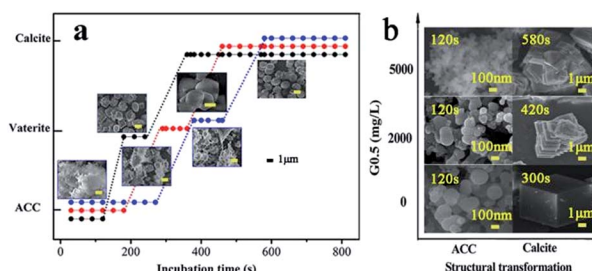 a
Calcite
Vaterite
ACC
1μm
0 200 400 600 800
Incubation time (s)
b
G0.5 (mg/L)
5000
2000
0
120s
580s
100nm
1μm
120s
420s
100nm
1μm
120s
300s
100nm
1μm
ACC
Calcite
Structural transformation